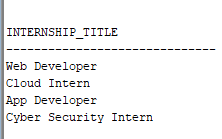 INTERNSHIP_TITLE
------------------------------
Web Developer
Cloud Intern
App Developer
Cyber Security Intern